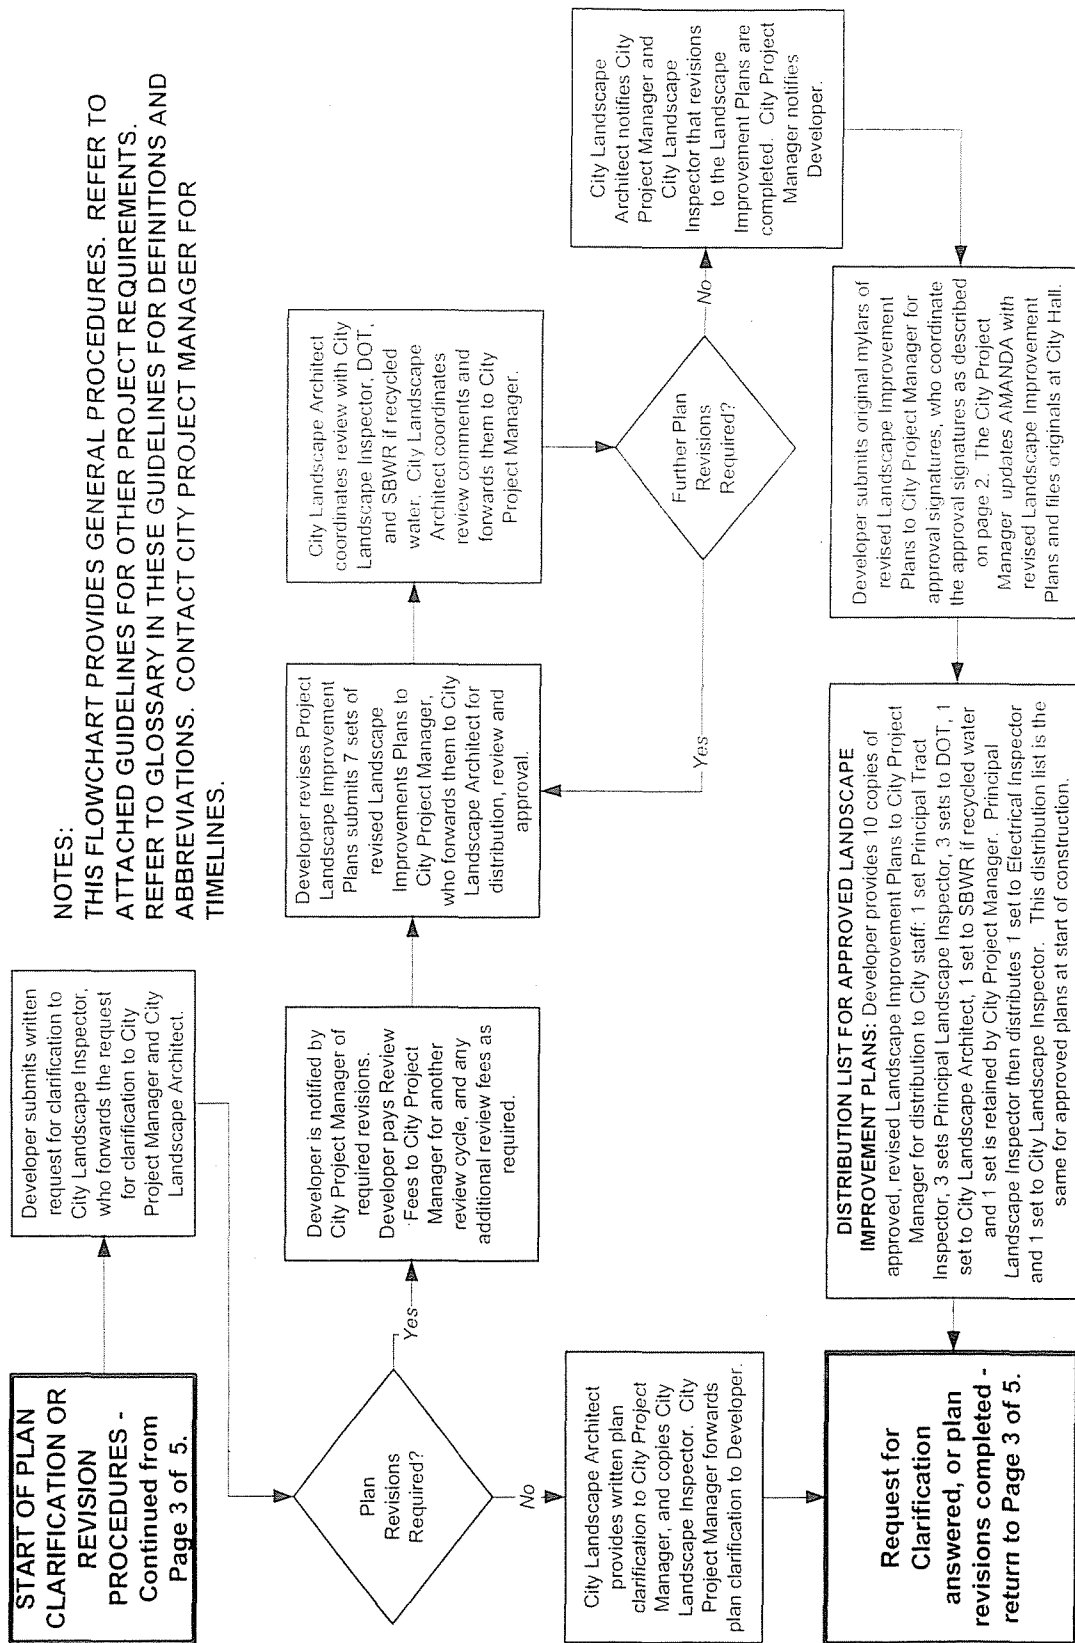 START OF PLAN
CLARIFICATION OR
REVISION
PROCEDURES -
Continued from
Page 3 of 5.
Developer submits written
request for clarification to
City Landscape Inspector,
who forwards the request
for clarification to City
Project Manager and City
Landscape Architect.
NOTES:
THIS FLOWCHART PROVIDES GENERAL PROCEDURES. REFER TO
ATTACHED GUIDELINES FOR OTHER PROJECT REQUIREMENTS.
REFER TO GLOSSARY IN THESE GUIDELINES FOR DEFINITIONS AND
ABBREVIATIONS. CONTACT CITY PROJECT MANAGER FOR
TIMELINES.
Plan
Revisions
Required?
Yes
No
Developer is notified by
City Project Manager of
required revisions.
Developer pays Review
Fees to City Project
Manager for another
review cycle, and any
additional review fees as
required.
Developer revises Project
Landscape Improvement
Plans submits 7 sets of
revised Landscape
Improvements Plans to
City Project Manager,
who forwards them to City
Landscape Architect for
distribution, review and
approval.
City Landscape Architect
coordinates review with City
Landscape Inspector, DOT,
and SBWR if recycled
water. City Landscape
Architect coordinates
review comments and
forwards them to City
Project Manager.
Further Plan
Revisions
Required?
Yes
No
City Landscape
Architect notifies City
Project Manager and
City Landscape
Inspector that revisions
to the Landscape
Improvement Plans are
completed. City Project
Manager notifies
Developer.
City Landscape Architect
provides written plan
clarification to City Project
Manager, and copies City
Landscape Inspector. City
Project Manager forwards
plan clarification to Developer.
Developer submits original mylars of
revised Landscape Improvement
Plans to City Project Manager for
approval signatures, who coordinate
the approval signatures as described
on page 2. The City Project
Manager updates AMANDA with
revised Landscape Improvement
Plans and files originals at City Hall.
DISTRIBUTION LIST FOR APPROVED LANDSCAPE
IMPROVEMENT PLANS: Developer provides 10 copies of
approved, revised Landscape Improvement Plans to City Project
Manager for distribution to City staff: 1 set Principal Tract
Inspector, 3 sets Principal Landscape Inspector, 3 sets to DOT, 1
set to City Landscape Architect, 1 set to SBWR if recycled water
and 1 set is retained by City Project Manager. Principal
Landscape Inspector then distributes 1 set to Electrical Inspector
and 1 set to City Landscape Inspector. This distribution list is the
same for approved plans at start of construction.
Request for
Clarification
answered, or plan
revisions completed -
return to Page 3 of 5.